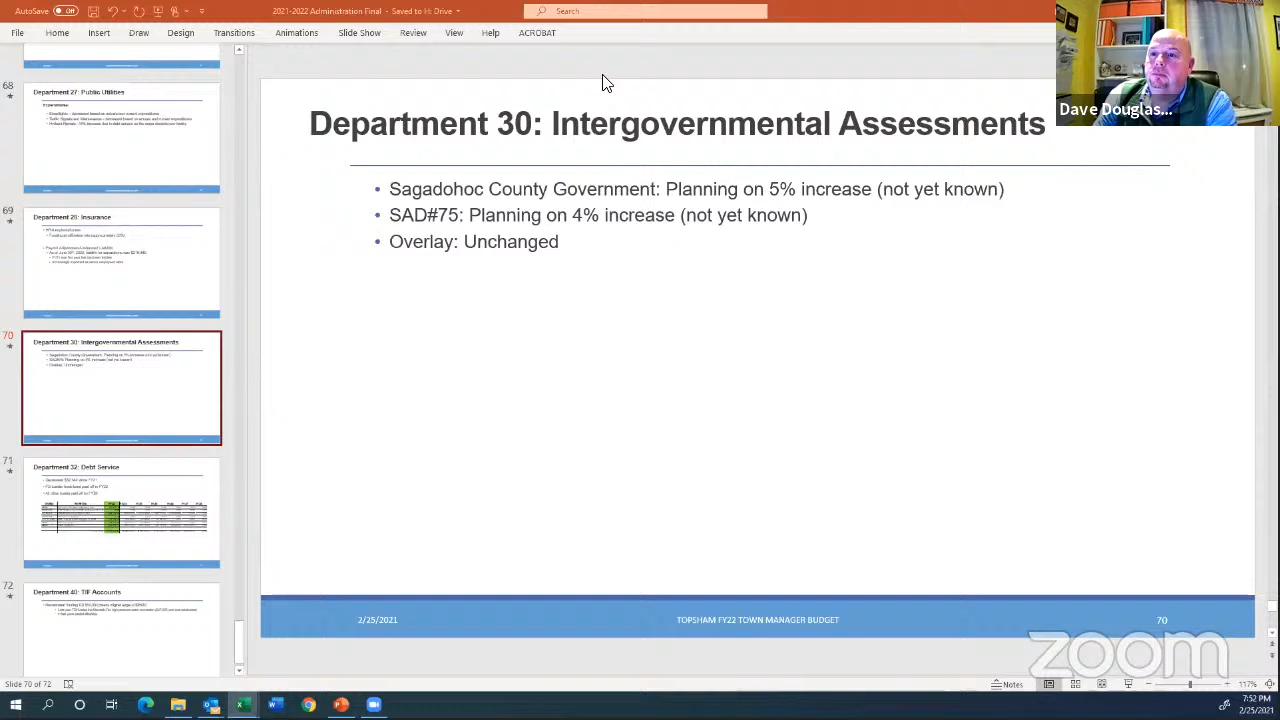 AutoSave Off 2021-2022 Administration Final - Saved to H: Drive Search
File Home Insert Draw Design Transitions Animations Slide Show Review View Help ACROBAT
Dave Douglas...
68 Department 27: Public Utilities
69 Department 28: Insurance
70 Department 30: Intergovernmental Assessments
71 Department 32: Debt Service
72 Department 40: TIF Accounts
Department 30: Intergovernmental Assessments
• Sagadohoc County Government: Planning on 5% increase (not yet known)
• SAD#75: Planning on 4% increase (not yet known)
• Overlay: Unchanged
2/25/2021 TOPSHAM FY22 TOWN MANAGER BUDGET 70
zoom
Slide 70 of 72 Notes 117%
7:52 PM
2/25/2021